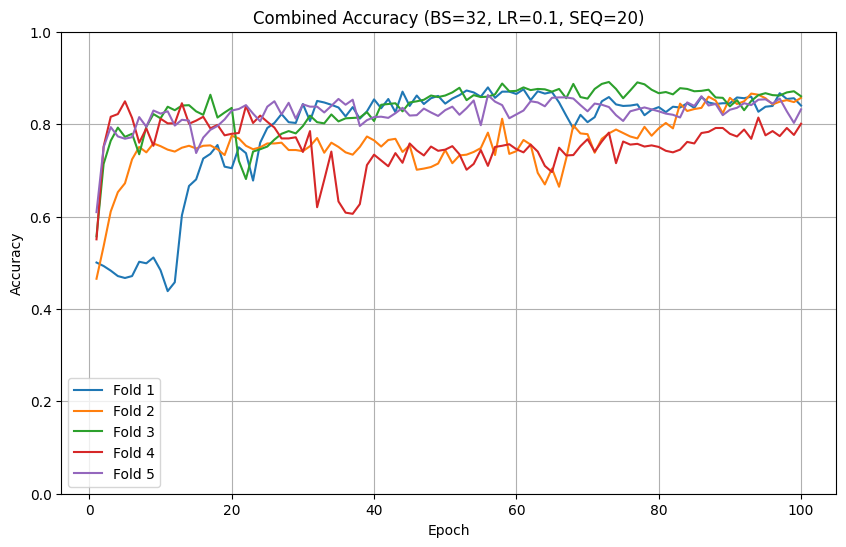 Combined Accuracy (BS=32, LR=0.1, SEQ=20)
1.0
0.8
0.6
0.4
0.2
0.0
Accuracy
Fold 1
Fold 2
Fold 3
Fold 4
Fold 5
0 20 40 60 80 100
Epoch